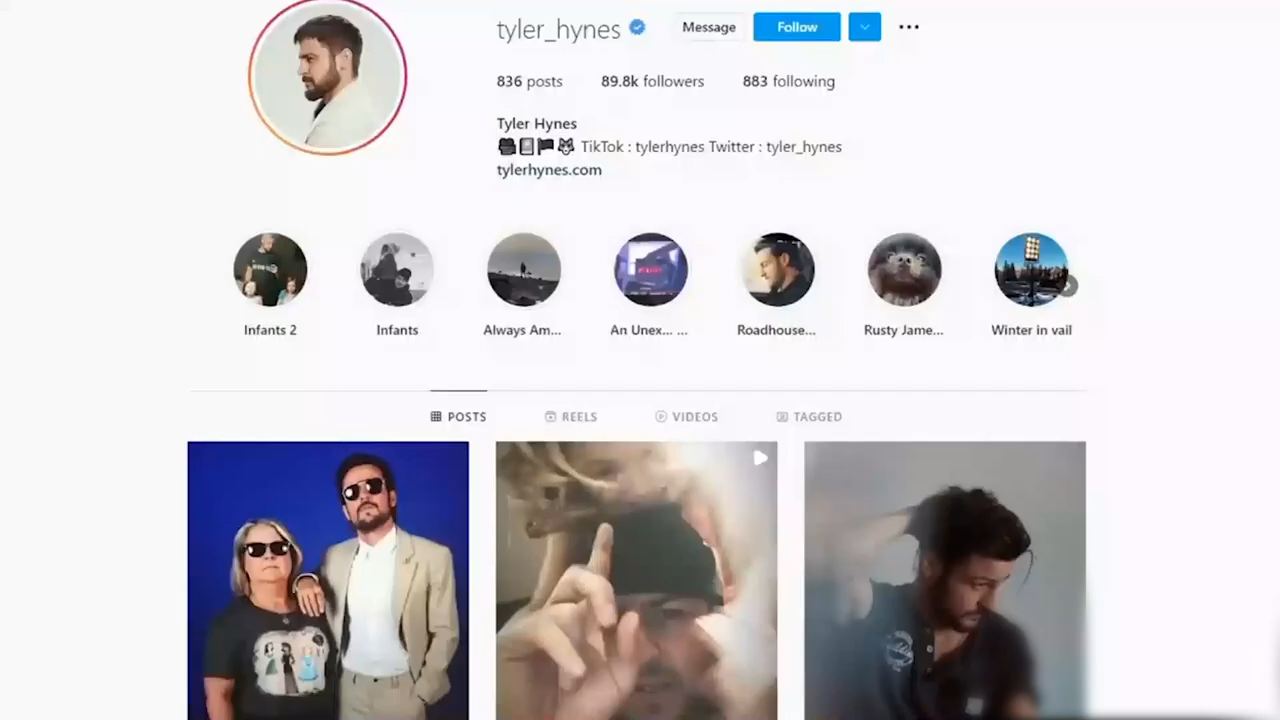 tyler_hynes Message Follow
836 posts 89.8k followers 883 following
Tyler Hynes
TikTok : tylerhynes Twitter : tyler_hynes
tylerhynes.com
Infants 2 Infants Always Am... An Unex... ... Roadhouse... Rusty Jame... Winter in vail
POSTS REELS VIDEOS TAGGED